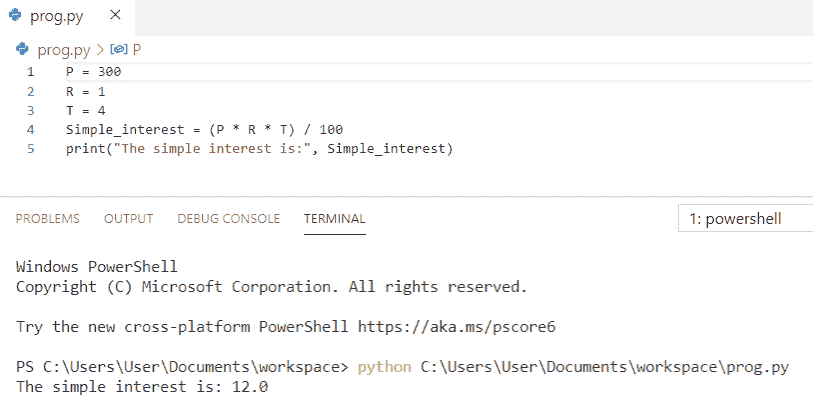 prog.py
prog.py > P
1 P = 300
2 R = 1
3 T = 4
4 Simple_interest = (P * R * T) / 100
5 print("The simple interest is:", Simple_interest)
PROBLEMS OUTPUT DEBUG CONSOLE TERMINAL 1: powershell
Windows PowerShell
Copyright (C) Microsoft Corporation. All rights reserved.
Try the new cross-platform PowerShell https://aka.ms/pscore6
PS C:\Users\User\Documents\workspace> python C:\Users\User\Documents\workspace\prog.py
The simple interest is: 12.0